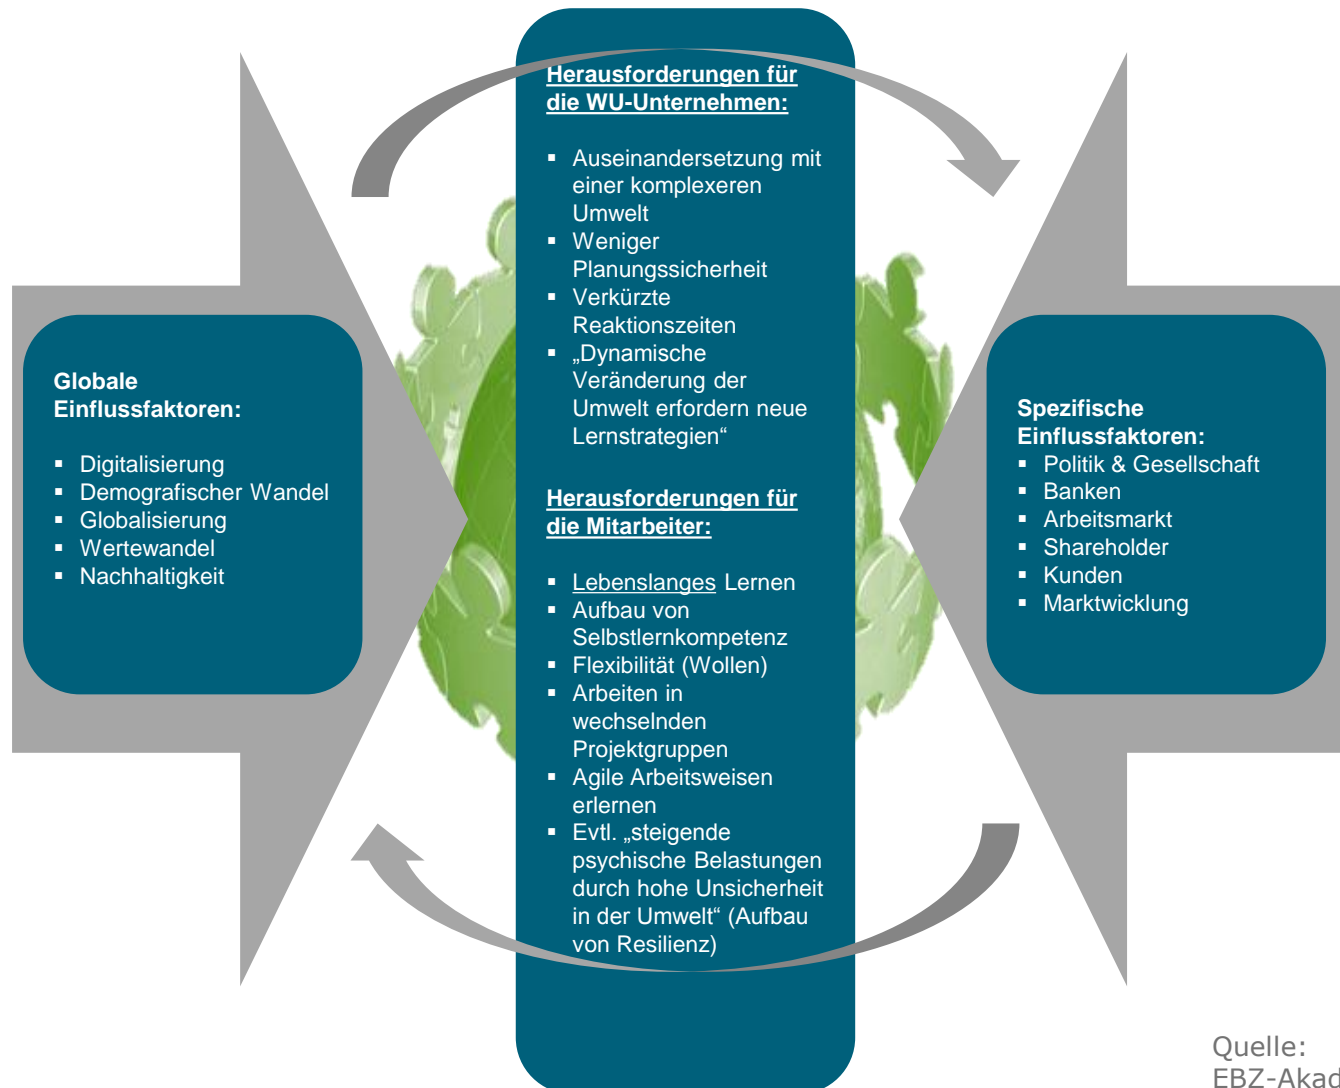 Herausforderungen für
die WU-Unternehmen:
▪ Auseinandersetzung mit
einer komplexeren
Umwelt
▪ Weniger
Planungssicherheit
▪ Verkürzte
Reaktionszeiten
▪ „Dynamische
Veränderung der
Umwelt erfordern neue
Lernstrategien“
Herausforderungen für
die Mitarbeiter:
▪ Lebenslanges Lernen
▪ Aufbau von
Selbstlernkompetenz
▪ Flexibilität (Wollen)
▪ Arbeiten in
wechselnden
Projektgruppen
▪ Agile Arbeitsweisen
erlernen
▪ Evtl. „steigende
psychische Belastungen
durch hohe Unsicherheit
in der Umwelt“ (Aufbau
von Resilienz)
Globale
Einflussfaktoren:
▪ Digitalisierung
▪ Demografischer Wandel
▪ Globalisierung
▪ Wertewandel
▪ Nachhaltigkeit
Spezifische
Einflussfaktoren:
▪ Politik & Gesellschaft
▪ Banken
▪ Arbeitsmarkt
▪ Shareholder
▪ Kunden
▪ Marktwicklung
Quelle:
EBZ-Akad